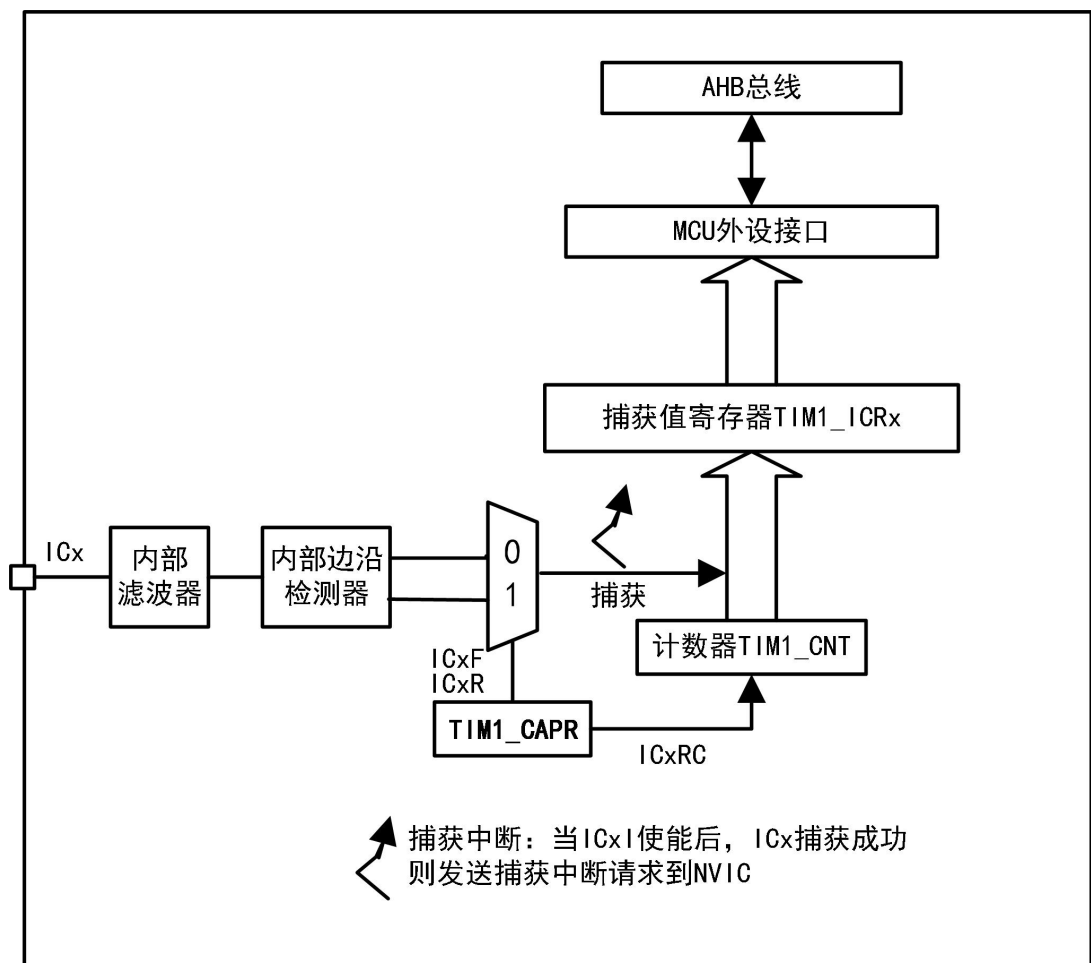 AHB总线
MCU外设接口
捕获值寄存器TIM1_ICRx
ICx
内部
滤波器
内部边沿
检测器
0
1
捕获
计数器TIM1_CNT
ICxF
ICxR
TIM1_CAPR
ICxRC
捕获中断：当ICxI使能后，ICx捕获成功
则发送捕获中断请求到NVIC